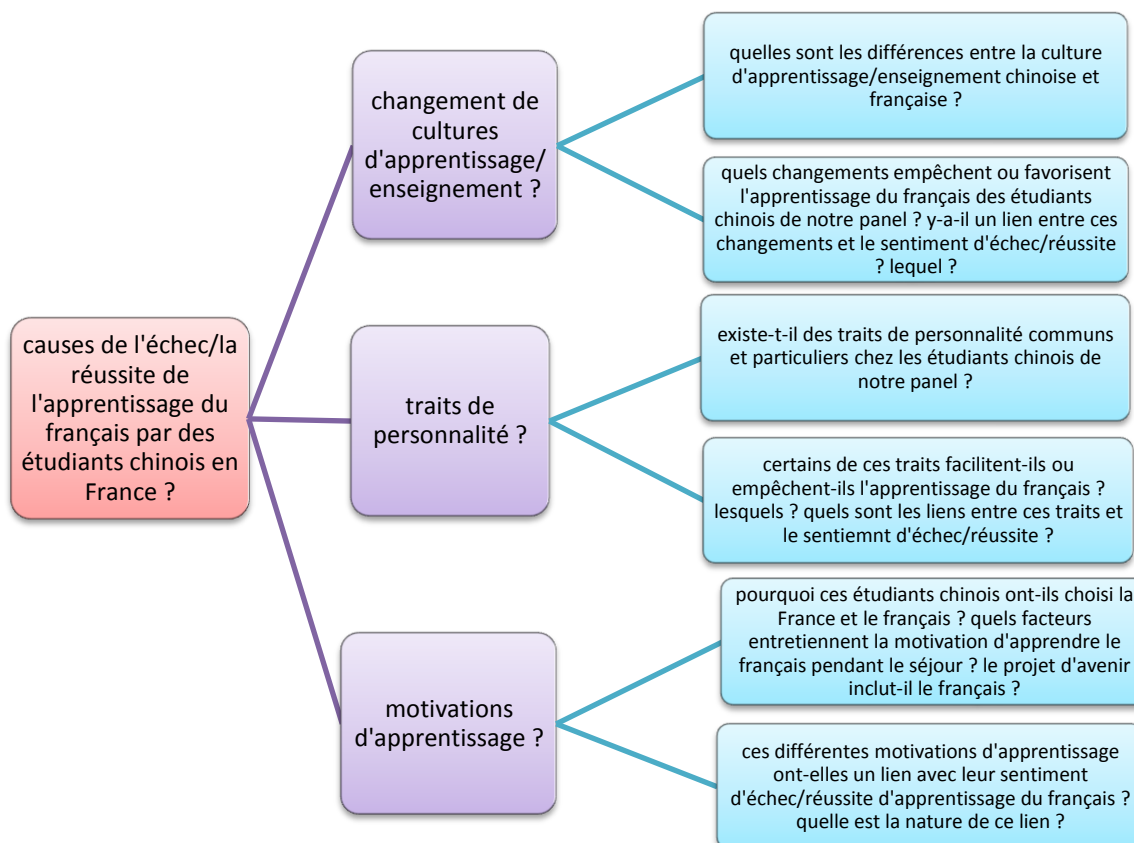 causes de l'échec/la
réussite de
l'apprentissage du
français par des
étudiants chinois en
France ?
changement de
cultures
d'apprentissage/
enseignement ?
quelles sont les différences entre la culture
d'apprentissage/enseignement chinoise et
française ?
quels changements empêchent ou favorisent
l'apprentissage du français des étudiants
chinois de notre panel ? y-a-il un lien entre ces
changements et le sentiment d'échec/réussite
? lequel ?
traits de
personnalité ?
existe-t-il des traits de personnalité communs
et particuliers chez les étudiants chinois de
notre panel ?
certains de ces traits facilitent-ils ou
empêchent-ils l'apprentissage du français ?
lesquels ? quels sont les liens entre ces traits et
le sentiemnt d'échec/réussite ?
motivations
d'apprentissage ?
pourquoi ces étudiants chinois ont-ils choisi la
France et le français ? quels facteurs
entretiennent la motivation d'apprendre le
français pendant le séjour ? le projet d'avenir
inclut-il le français ?
ces différentes motivations d'apprentissage
ont-elles un lien avec leur sentiment
d'échec/réussite d'apprentissage du français ?
quelle est la nature de ce lien ?